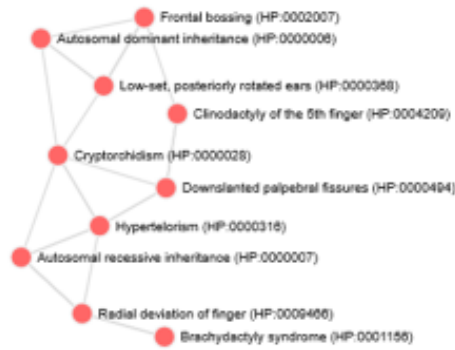 Frontal bossing (HP:0002007)
Autosomal dominant inheritance (HP:0000006)
Low-set, posteriorly rotated ears (HP:0000368)
Clinodactyly of the 5th finger (HP:0004209)
Cryptorchidism (HP:0000028)
Downslanted palpebral fissures (HP:0000494)
Hypertelorism (HP:0000316)
Autosomal recessive inheritance (HP:0000007)
Radial deviation of finger (HP:0009466)
Brachydactyly syndrome (HP:0001156)